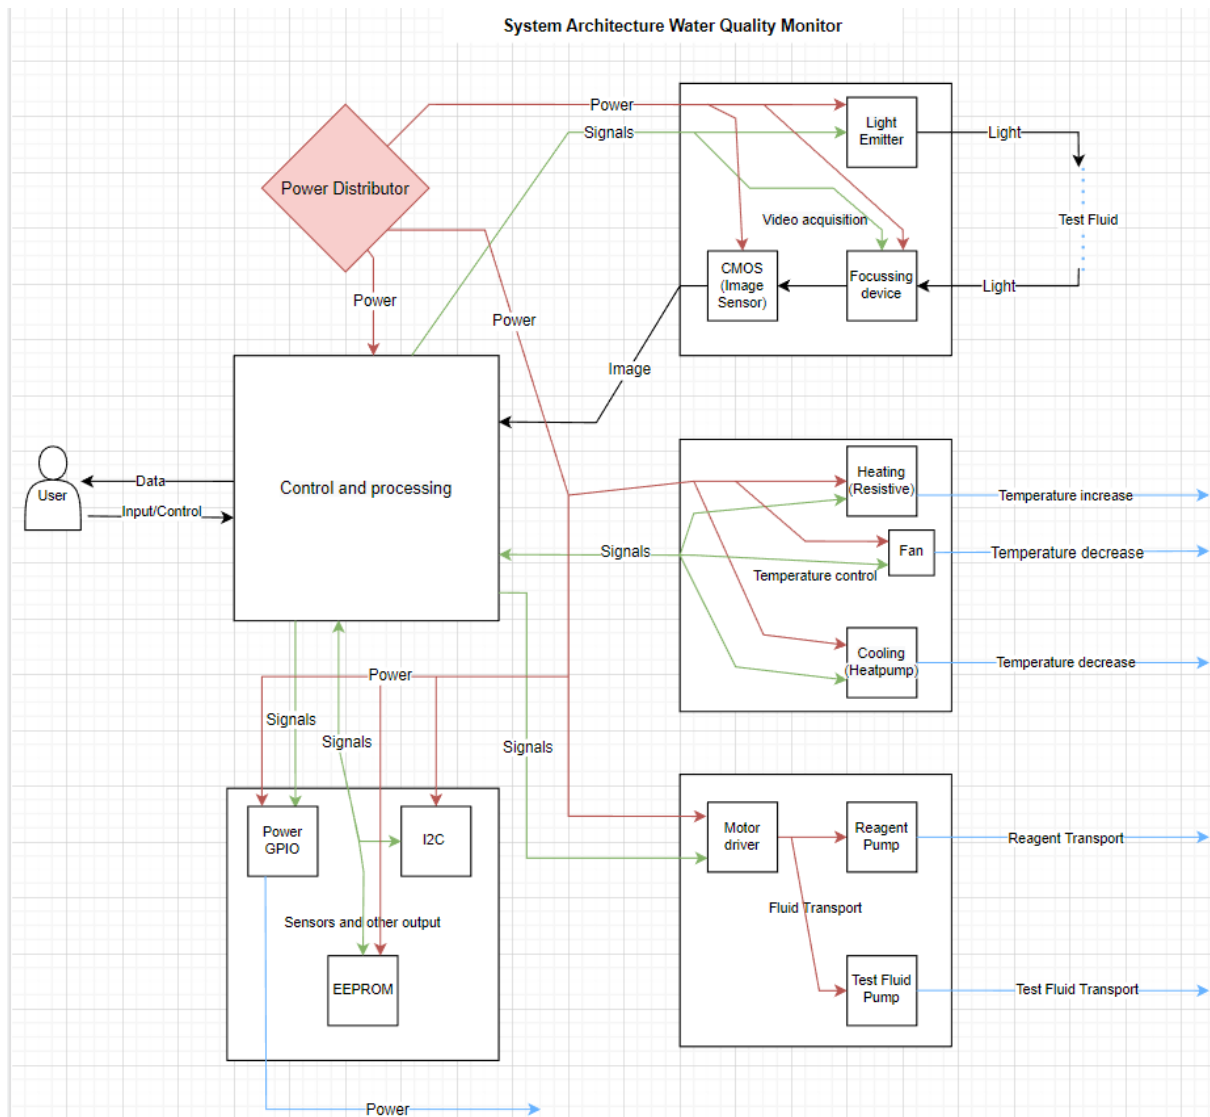 System Architecture Water Quality Monitor
Power
Signals
Light
Emitter
Light
Power Distributor
Video acquisition
Test Fluid
CMOS
(Image
Sensor)
Focussing
device
Light
Power
Power
Image
Control and processing
User
Data
Input/Control
Heating
(Resistive)
Temperature increase
Signals
Fan
Temperature decrease
Temperature control
Cooling
(Heatpump)
Temperature decrease
Power
Signals
Signals
Signals
Power
GPIO
I2C
Sensors and other output
EEPROM
Motor
driver
Reagent
Pump
Reagent Transport
Fluid Transport
Test Fluid
Pump
Test Fluid Transport
Power